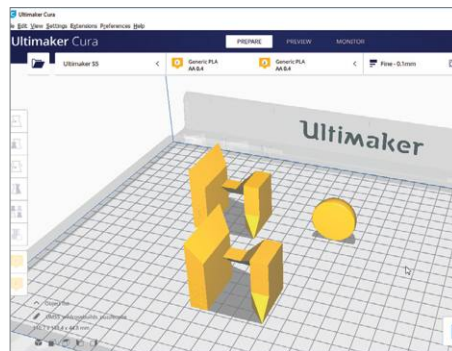 Ultimaker Cura
Edit View Settings Extensions Preferences Help
Ultimaker Cura
PREPARE
PREVIEW
MONITOR
Ultimaker S5
Generic PLA
AA 0.4
Generic PLA
AA 0.4
Fine - 0.1mm
Ultimaker